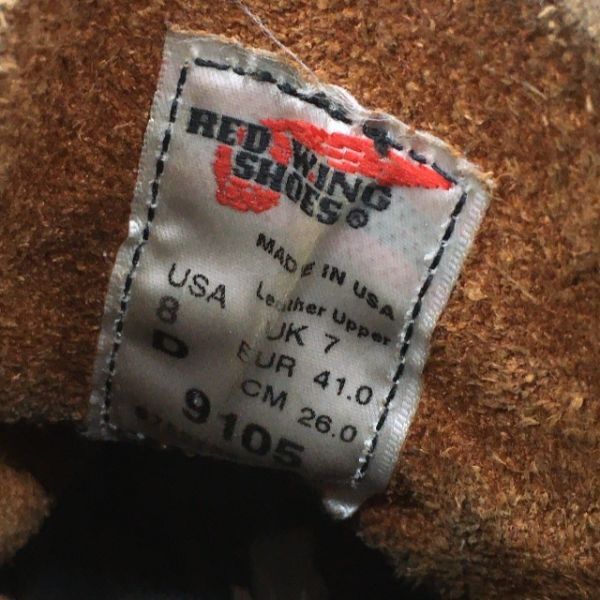 RED WING
SHOES®
MADE IN USA
Leather Upper
USA UK 7
8 EUR 41.0
D CM 26.0
9105